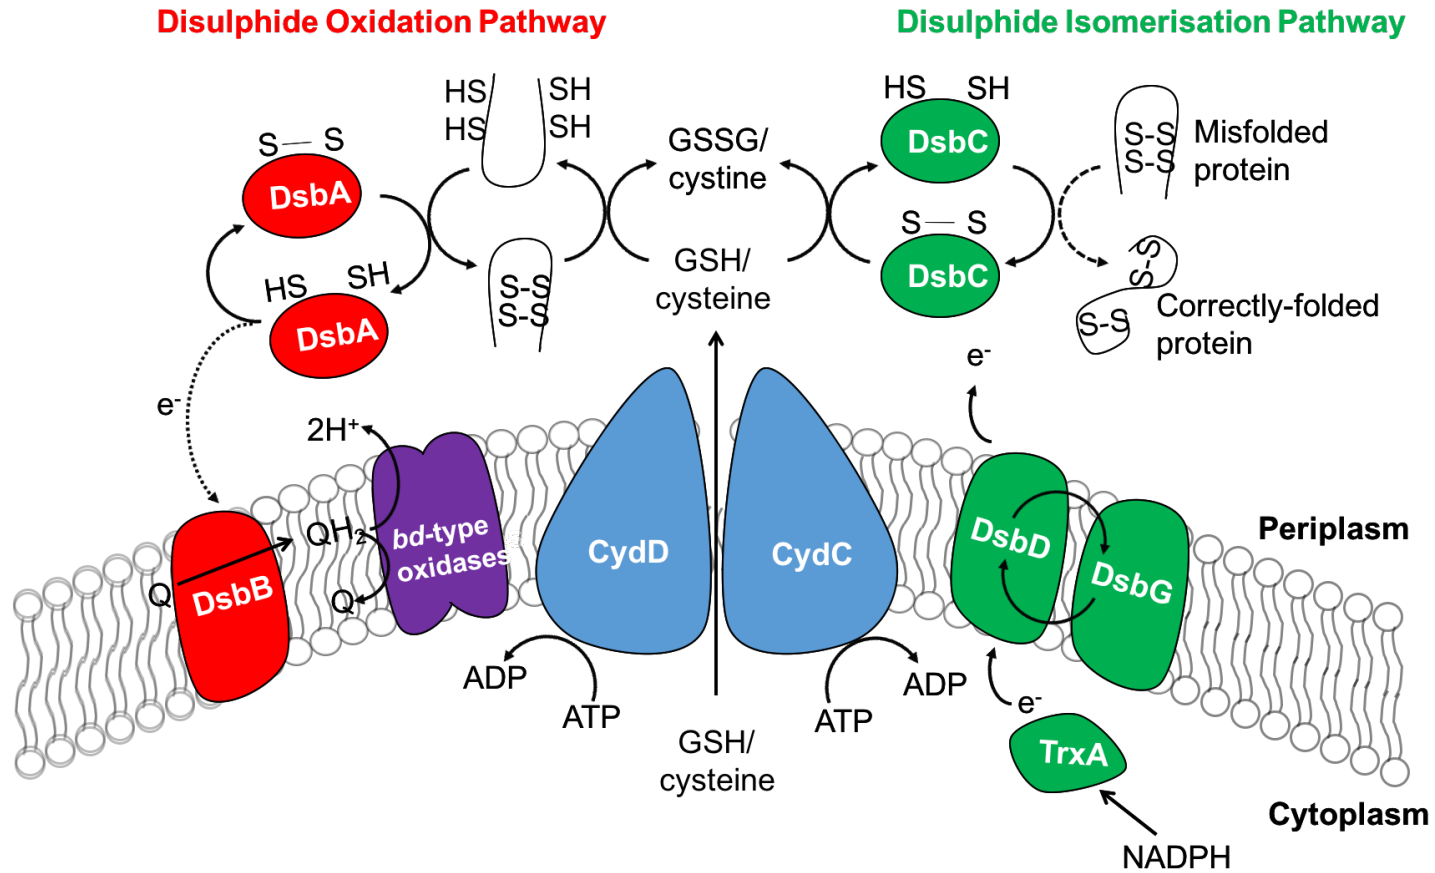 Disulphide Oxidation Pathway
Disulphide Isomerisation Pathway
HS SH
HS SH
S S
DsbA
HS SH
DsbA
S-S
S-S
GSSG/
cystine
GSH/
cysteine
HS SH
DsbC
S S
DsbC
S-S
S-S
Misfolded
protein
S-S
S-S
Correctly-folded
protein
e-
e-
2H+
QH2
Q
Q
DsbB
bd-type
oxidases
CydD
CydC
DsbD
DsbG
Periplasm
ADP
ATP
ATP
ADP
GSH/
cysteine
e-
TrxA
NADPH
Cytoplasm